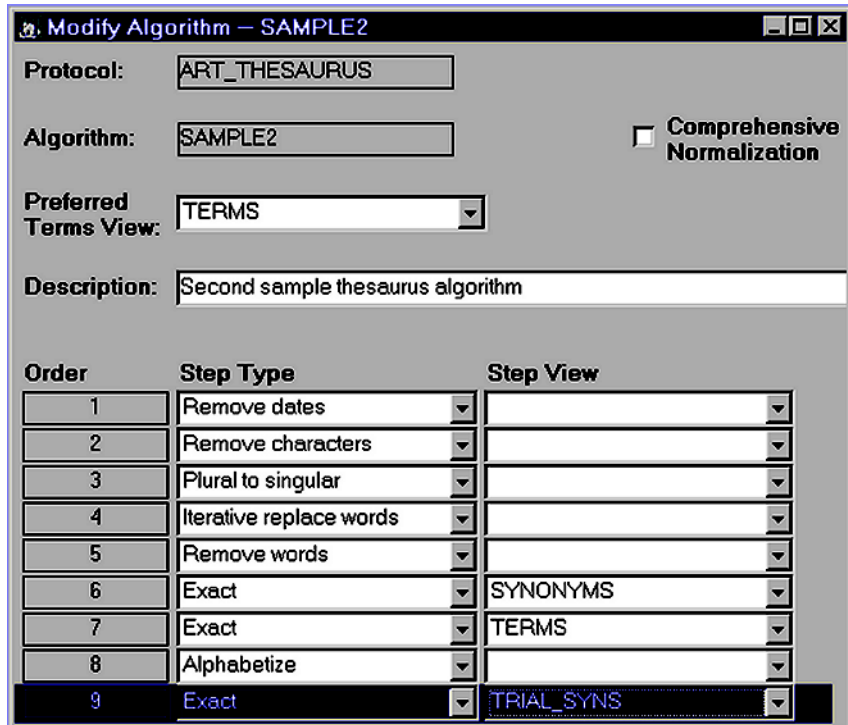 Modify Algorithm — SAMPLE2
Protocol: ART_THESAURUS
Algorithm: SAMPLE2
Comprehensive
Normalization
Preferred
Terms View: TERMS
Description: Second sample thesaurus algorithm
Order Step Type Step View
1 Remove dates
2 Remove characters
3 Plural to singular
4 Iterative replace words
5 Remove words
6 Exact SYNONYMS
7 Exact TERMS
8 Alphabetize
9 Exact TRIAL_SYNS